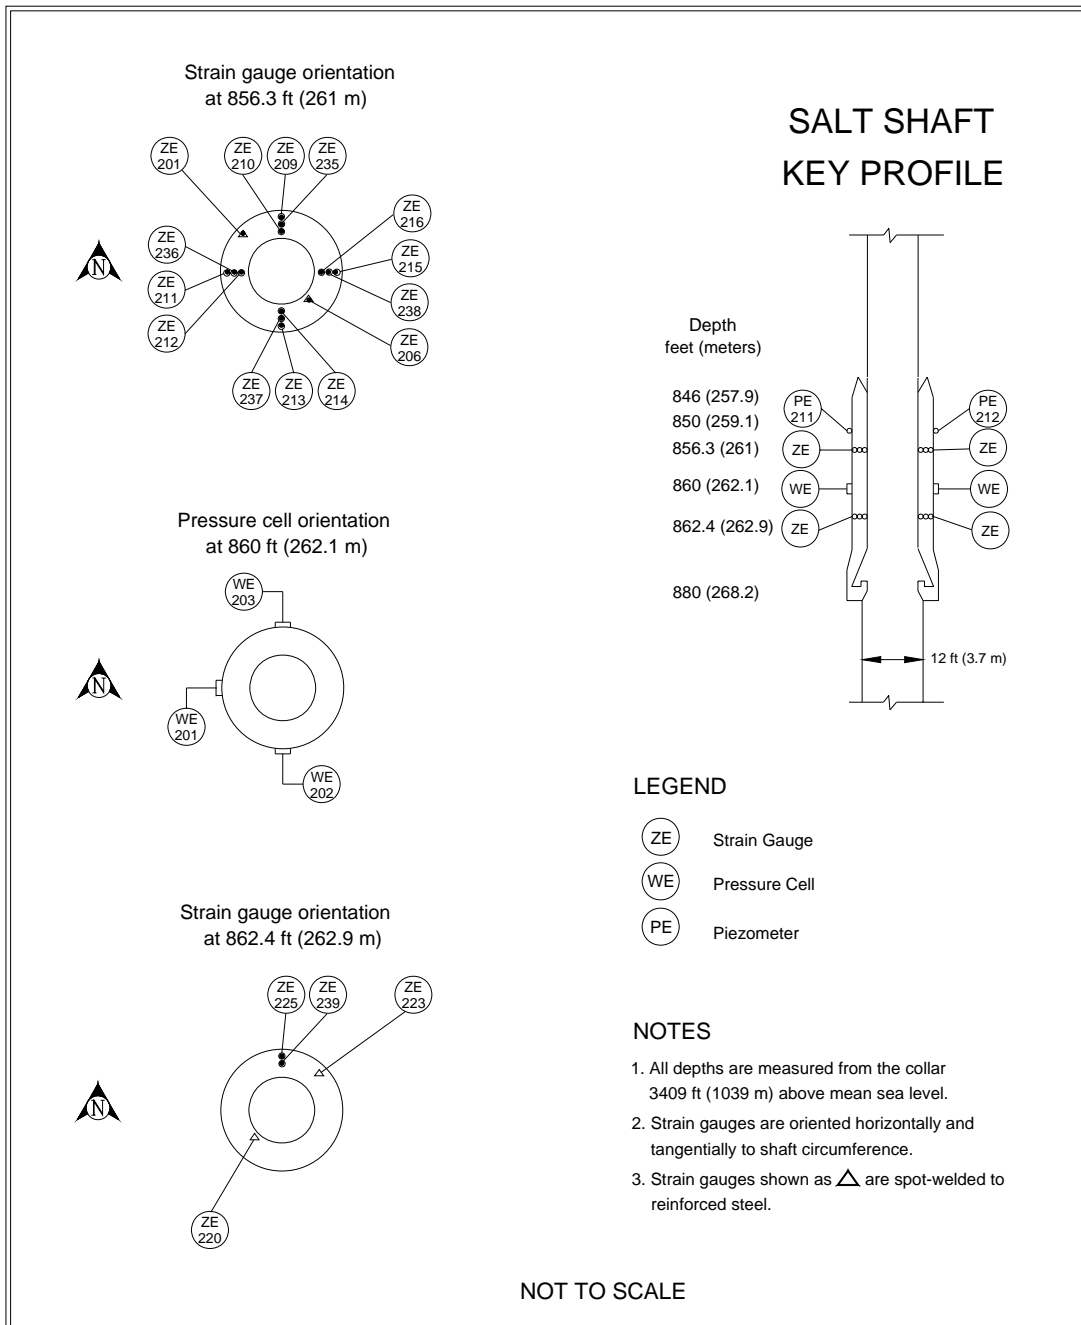 Strain gauge orientation
at 856.3 ft (261 m)
ZE
201
ZE
210
ZE
209
ZE
235
ZE
216
ZE
236
ZE
215
ZE
211
ZE
238
ZE
212
ZE
206
ZE
237
ZE
213
ZE
214
N
Pressure cell orientation
at 860 ft (262.1 m)
WE
203
N
WE
201
WE
202
Strain gauge orientation
at 862.4 ft (262.9 m)
ZE
225
ZE
239
ZE
223
N
ZE
220
SALT SHAFT
KEY PROFILE
Depth
feet (meters)
846 (257.9)
850 (259.1)
856.3 (261)
860 (262.1)
862.4 (262.9)
880 (268.2)
PE
211
PE
212
ZE
ZE
WE
WE
ZE
ZE
12 ft (3.7 m)
LEGEND
ZE Strain Gauge
WE Pressure Cell
PE Piezometer
NOTES
1. All depths are measured from the collar
3409 ft (1039 m) above mean sea level.
2. Strain gauges are oriented horizontally and
tangentially to shaft circumference.
3. Strain gauges shown as △ are spot-welded to
reinforced steel.
NOT TO SCALE